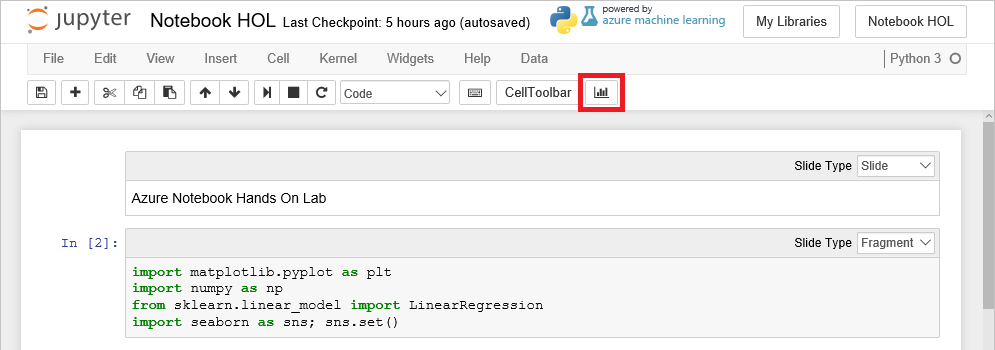 jupyter Notebook HOL Last Checkpoint: 5 hours ago (autosaved) powered by azure machine learning My Libraries Notebook HOL
File Edit View Insert Cell Kernel Widgets Help Data Python 3
Code CellToolbar
Slide Type Slide
Azure Notebook Hands On Lab
In [2]: Slide Type Fragment
import matplotlib.pyplot as plt
import numpy as np
from sklearn.linear_model import LinearRegression
import seaborn as sns; sns.set()